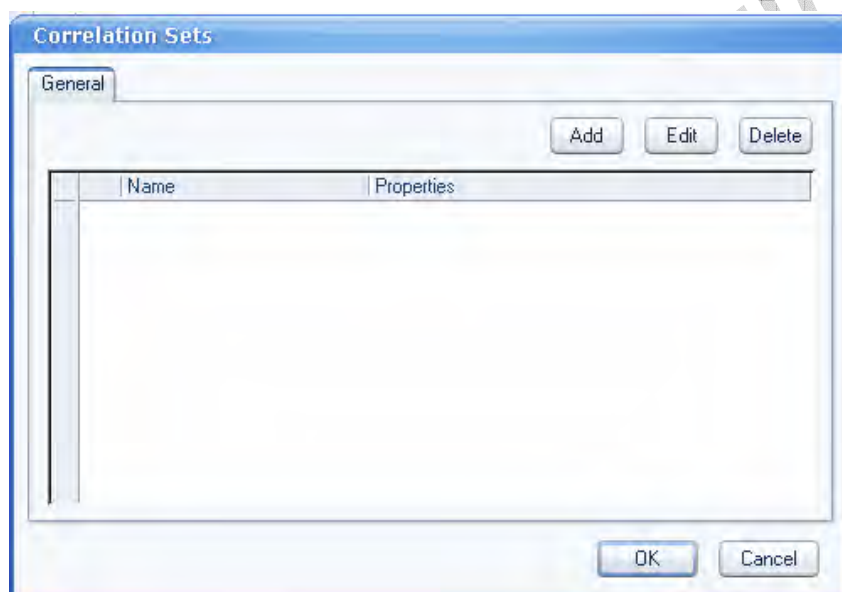 Correlation Sets
General
Add Edit Delete
Name Properties
OK Cancel